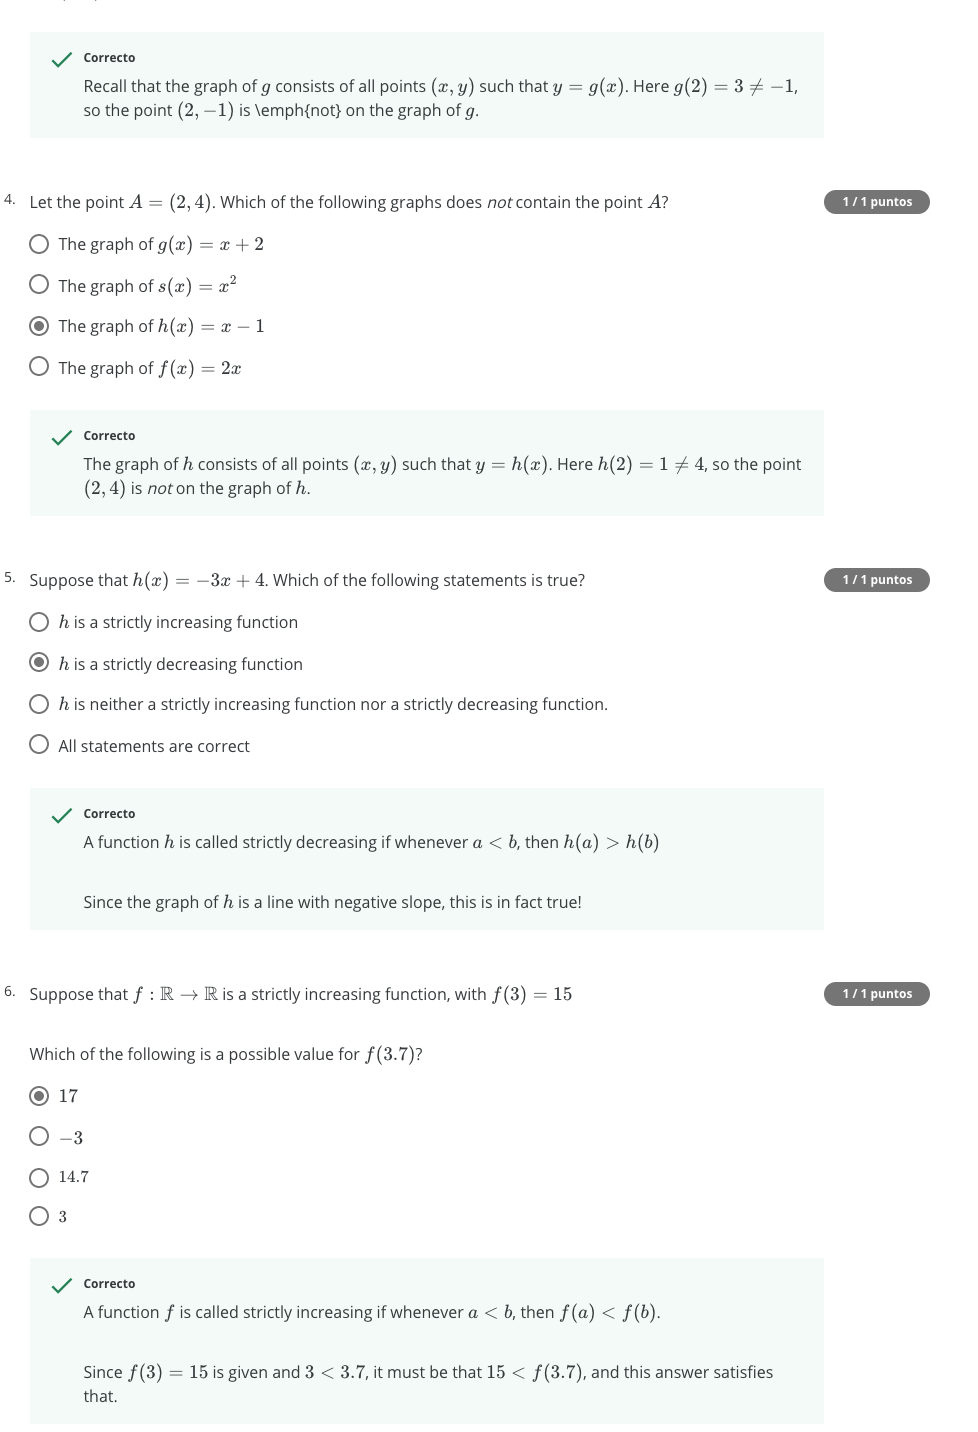 Correcto
Recall that the graph of g consists of all points (x, y) such that y = g(x). Here g(2) = 3 ≠ −1,
so the point (2, −1) is \emph{not} on the graph of g.
4. Let the point A = (2, 4). Which of the following graphs does not contain the point A?
1 / 1 puntos
The graph of g(x) = x + 2
The graph of s(x) = x²
The graph of h(x) = x − 1
The graph of f(x) = 2x
Correcto
The graph of h consists of all points (x, y) such that y = h(x). Here h(2) = 1 ≠ 4, so the point
(2, 4) is not on the graph of h.
5. Suppose that h(x) = −3x + 4. Which of the following statements is true?
1 / 1 puntos
h is a strictly increasing function
h is a strictly decreasing function
h is neither a strictly increasing function nor a strictly decreasing function.
All statements are correct
Correcto
A function h is called strictly decreasing if whenever a < b, then h(a) > h(b)
Since the graph of h is a line with negative slope, this is in fact true!
6. Suppose that f : ℝ → ℝ is a strictly increasing function, with f(3) = 15
1 / 1 puntos
Which of the following is a possible value for f(3.7)?
17
−3
14.7
3
Correcto
A function f is called strictly increasing if whenever a < b, then f(a) < f(b).
Since f(3) = 15 is given and 3 < 3.7, it must be that 15 < f(3.7), and this answer satisfies
that.